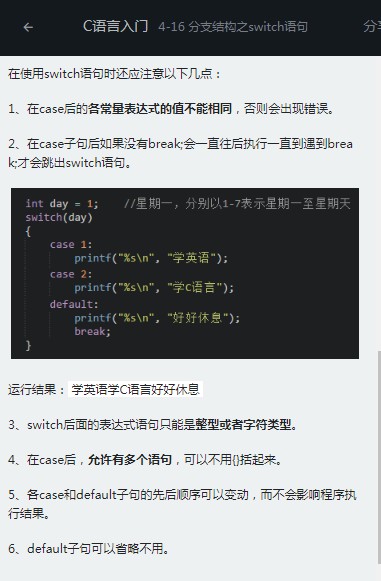 ← C语言入门 4-16 分支结构之switch语句 分享
在使用switch语句时还应注意以下几点：
1、在case后的各常量表达式的值不能相同，否则会出现错误。
2、在case子句后如果没有break;会一直往后执行一直到遇到brea
k;才会跳出switch语句。
int day = 1; //星期一，分别以1-7表示星期一至星期天
switch(day)
{
case 1:
printf("%s\n", "学英语");
case 2:
printf("%s\n", "学C语言");
default:
printf("%s\n", "好好休息");
break;
}
运行结果： 学英语学C语言好好休息
3、switch后面的表达式语句只能是整型或者字符类型。
4、在case后，允许有多个语句，可以不用{}括起来。
5、各case和default子句的先后顺序可以变动，而不会影响程序执
行结果。
6、default子句可以省略不用。